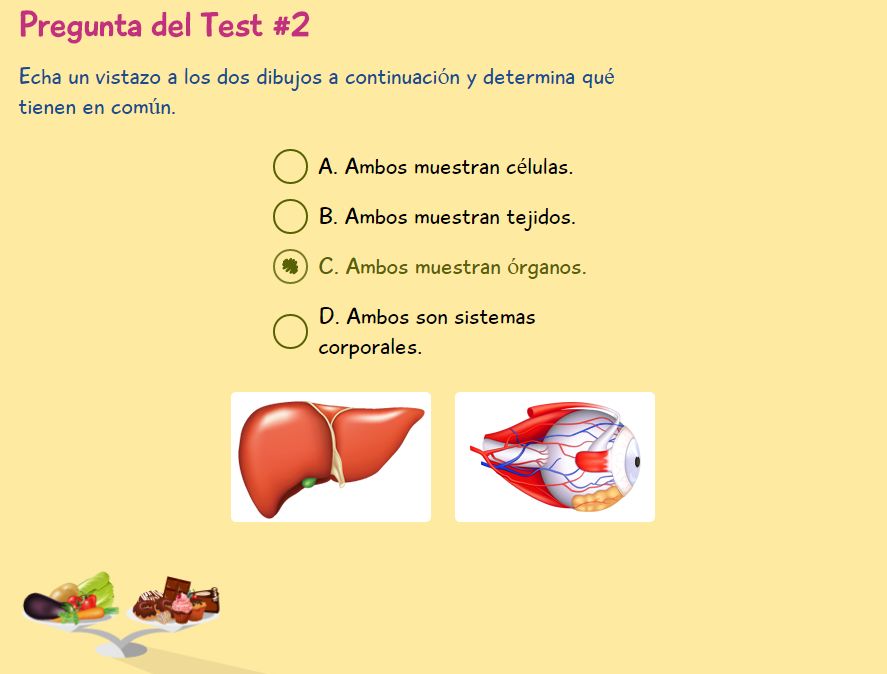 Pregunta del Test #2
Echa un vistazo a los dos dibujos a continuación y determina qué
tienen en común.
A. Ambos muestran células.
B. Ambos muestran tejidos.
C. Ambos muestran órganos.
D. Ambos son sistemas
corporales.